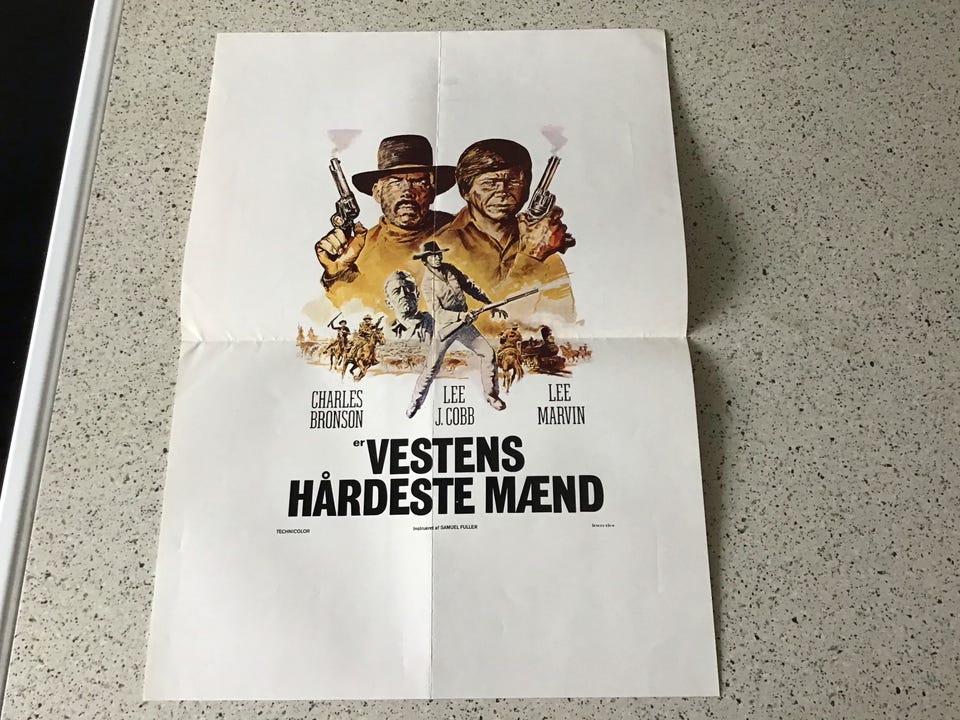 CHARLES BRONSON
LEE J. COBB
LEE MARVIN
er VESTENS
HÅRDESTE MÆND
TECHNICOLOR
Instrueret af SAMUEL FULLER